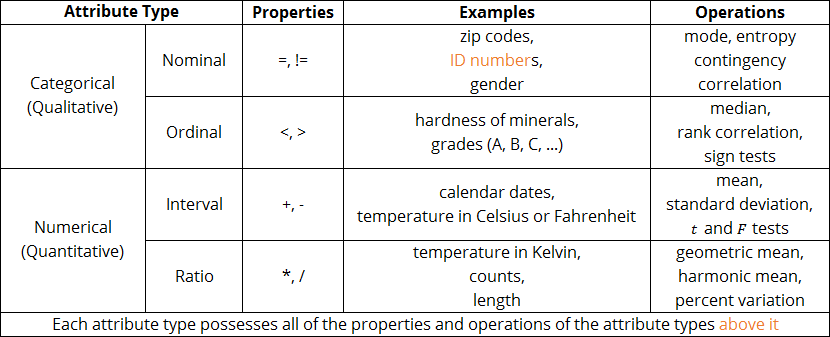 Attribute Type Properties Examples Operations
Categorical
(Qualitative)
Nominal
=, !=
zip codes,
ID numbers,
gender
mode, entropy
contingency
correlation
Ordinal
<, >
hardness of minerals,
grades (A, B, C, ...)
median,
rank correlation,
sign tests
Numerical
(Quantitative)
Interval
+, -
calendar dates,
temperature in Celsius or Fahrenheit
mean,
standard deviation,
t and F tests
Ratio
*, /
temperature in Kelvin,
counts,
length
geometric mean,
harmonic mean,
percent variation
Each attribute type possesses all of the properties and operations of the attribute types above it